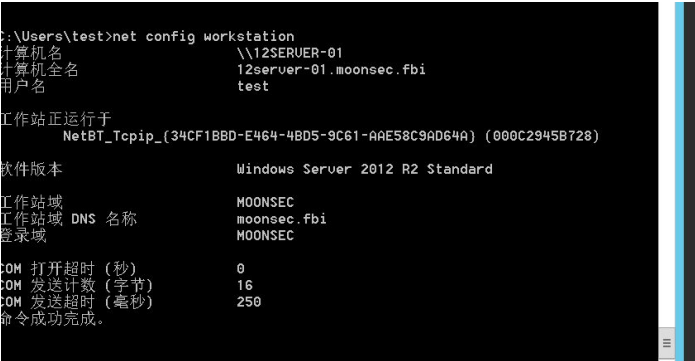 C:\Users\test>net config workstation
计算机名 \\12SERVER-01
计算机全名 12server-01.moonsec.fbi
用户名 test
工作站正运行于
NetBT_Tcpip_{34CF1BBD-E464-4BD5-9C61-AAE58C9AD64A} (000C2945B728)
软件版本 Windows Server 2012 R2 Standard
工作站域 MOONSEC
工作站域 DNS 名称 moonsec.fbi
登录域 MOONSEC
COM 打开超时 (秒) 0
COM 发送计数 (字节) 16
COM 发送超时 (毫秒) 250
命令成功完成。